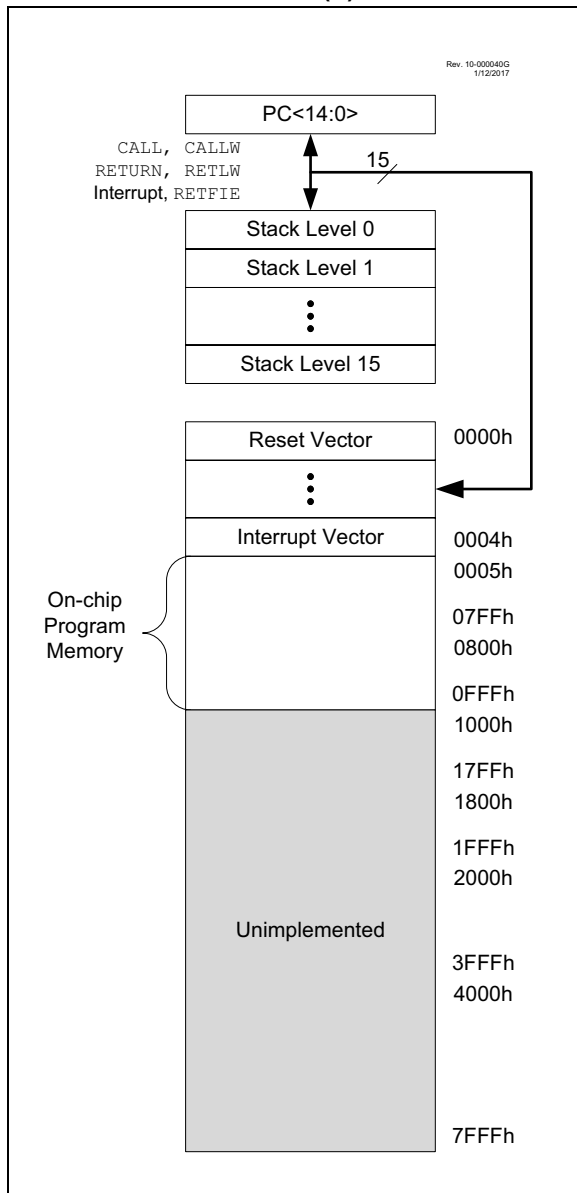 Rev. 10-000040G
1/12/2017
PC<14:0>
CALL, CALLW
RETURN, RETLW
Interrupt, RETFIE
15
Stack Level 0
Stack Level 1
Stack Level 15
Reset Vector
0000h
Interrupt Vector
0004h
0005h
On-chip
Program
Memory
07FFh
0800h
0FFFh
1000h
17FFh
1800h
1FFFh
2000h
Unimplemented
3FFFh
4000h
7FFFh